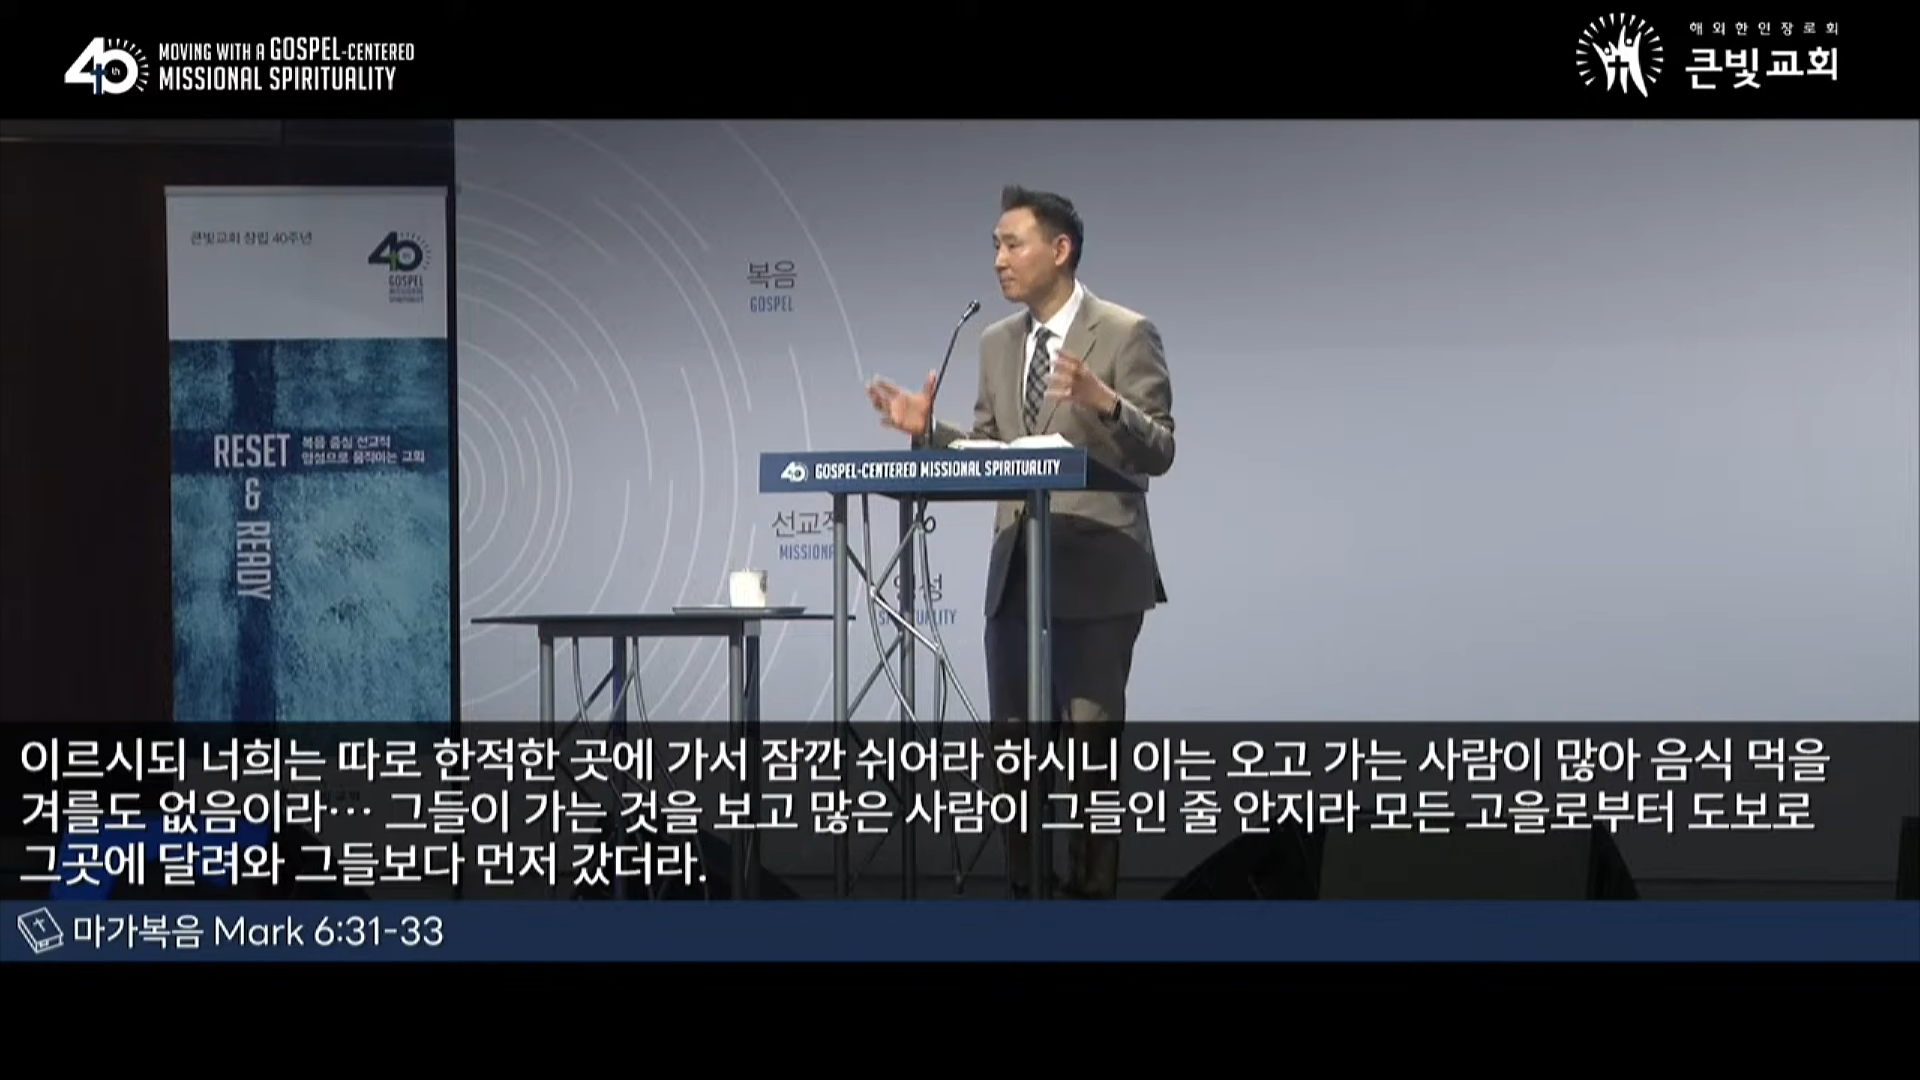 40th
MOVING WITH A GOSPEL-CENTERED
MISSIONAL SPIRITUALITY
해외한인장로회
큰빛교회
큰빛교회 창립 40주년
40
GOSPEL
MISSIONAL
SPIRITUALITY
RESET
복음 중심 선교적
영성으로 움직이는 교회
&
READY
복음
GOSPEL
40 GOSPEL-CENTERED MISSIONAL SPIRITUALITY
선교적
MISSIONA
영성
SPIRITUALITY
이르시되 너희는 따로 한적한 곳에 가서 잠깐 쉬어라 하시니 이는 오고 가는 사람이 많아 음식 먹을
겨를도 없음이라… 그들이 가는 것을 보고 많은 사람이 그들인 줄 안지라 모든 고을로부터 도보로
그곳에 달려와 그들보다 먼저 갔더라.
마가복음 Mark 6:31-33